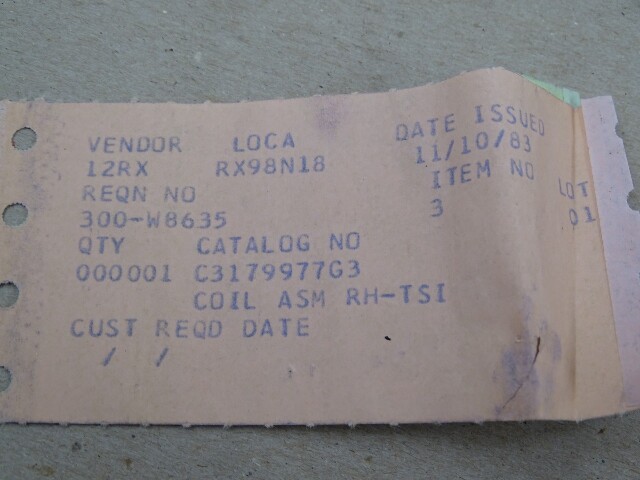 VENDOR LOCA DATE ISSUED
12RX RX98N18 11/10/83
REQN NO ITEM NO LOT
300-W8635 3 01
QTY CATALOG NO
000001 C3179977G3
COIL ASM RH-TSI
CUST REQD DATE
/ /